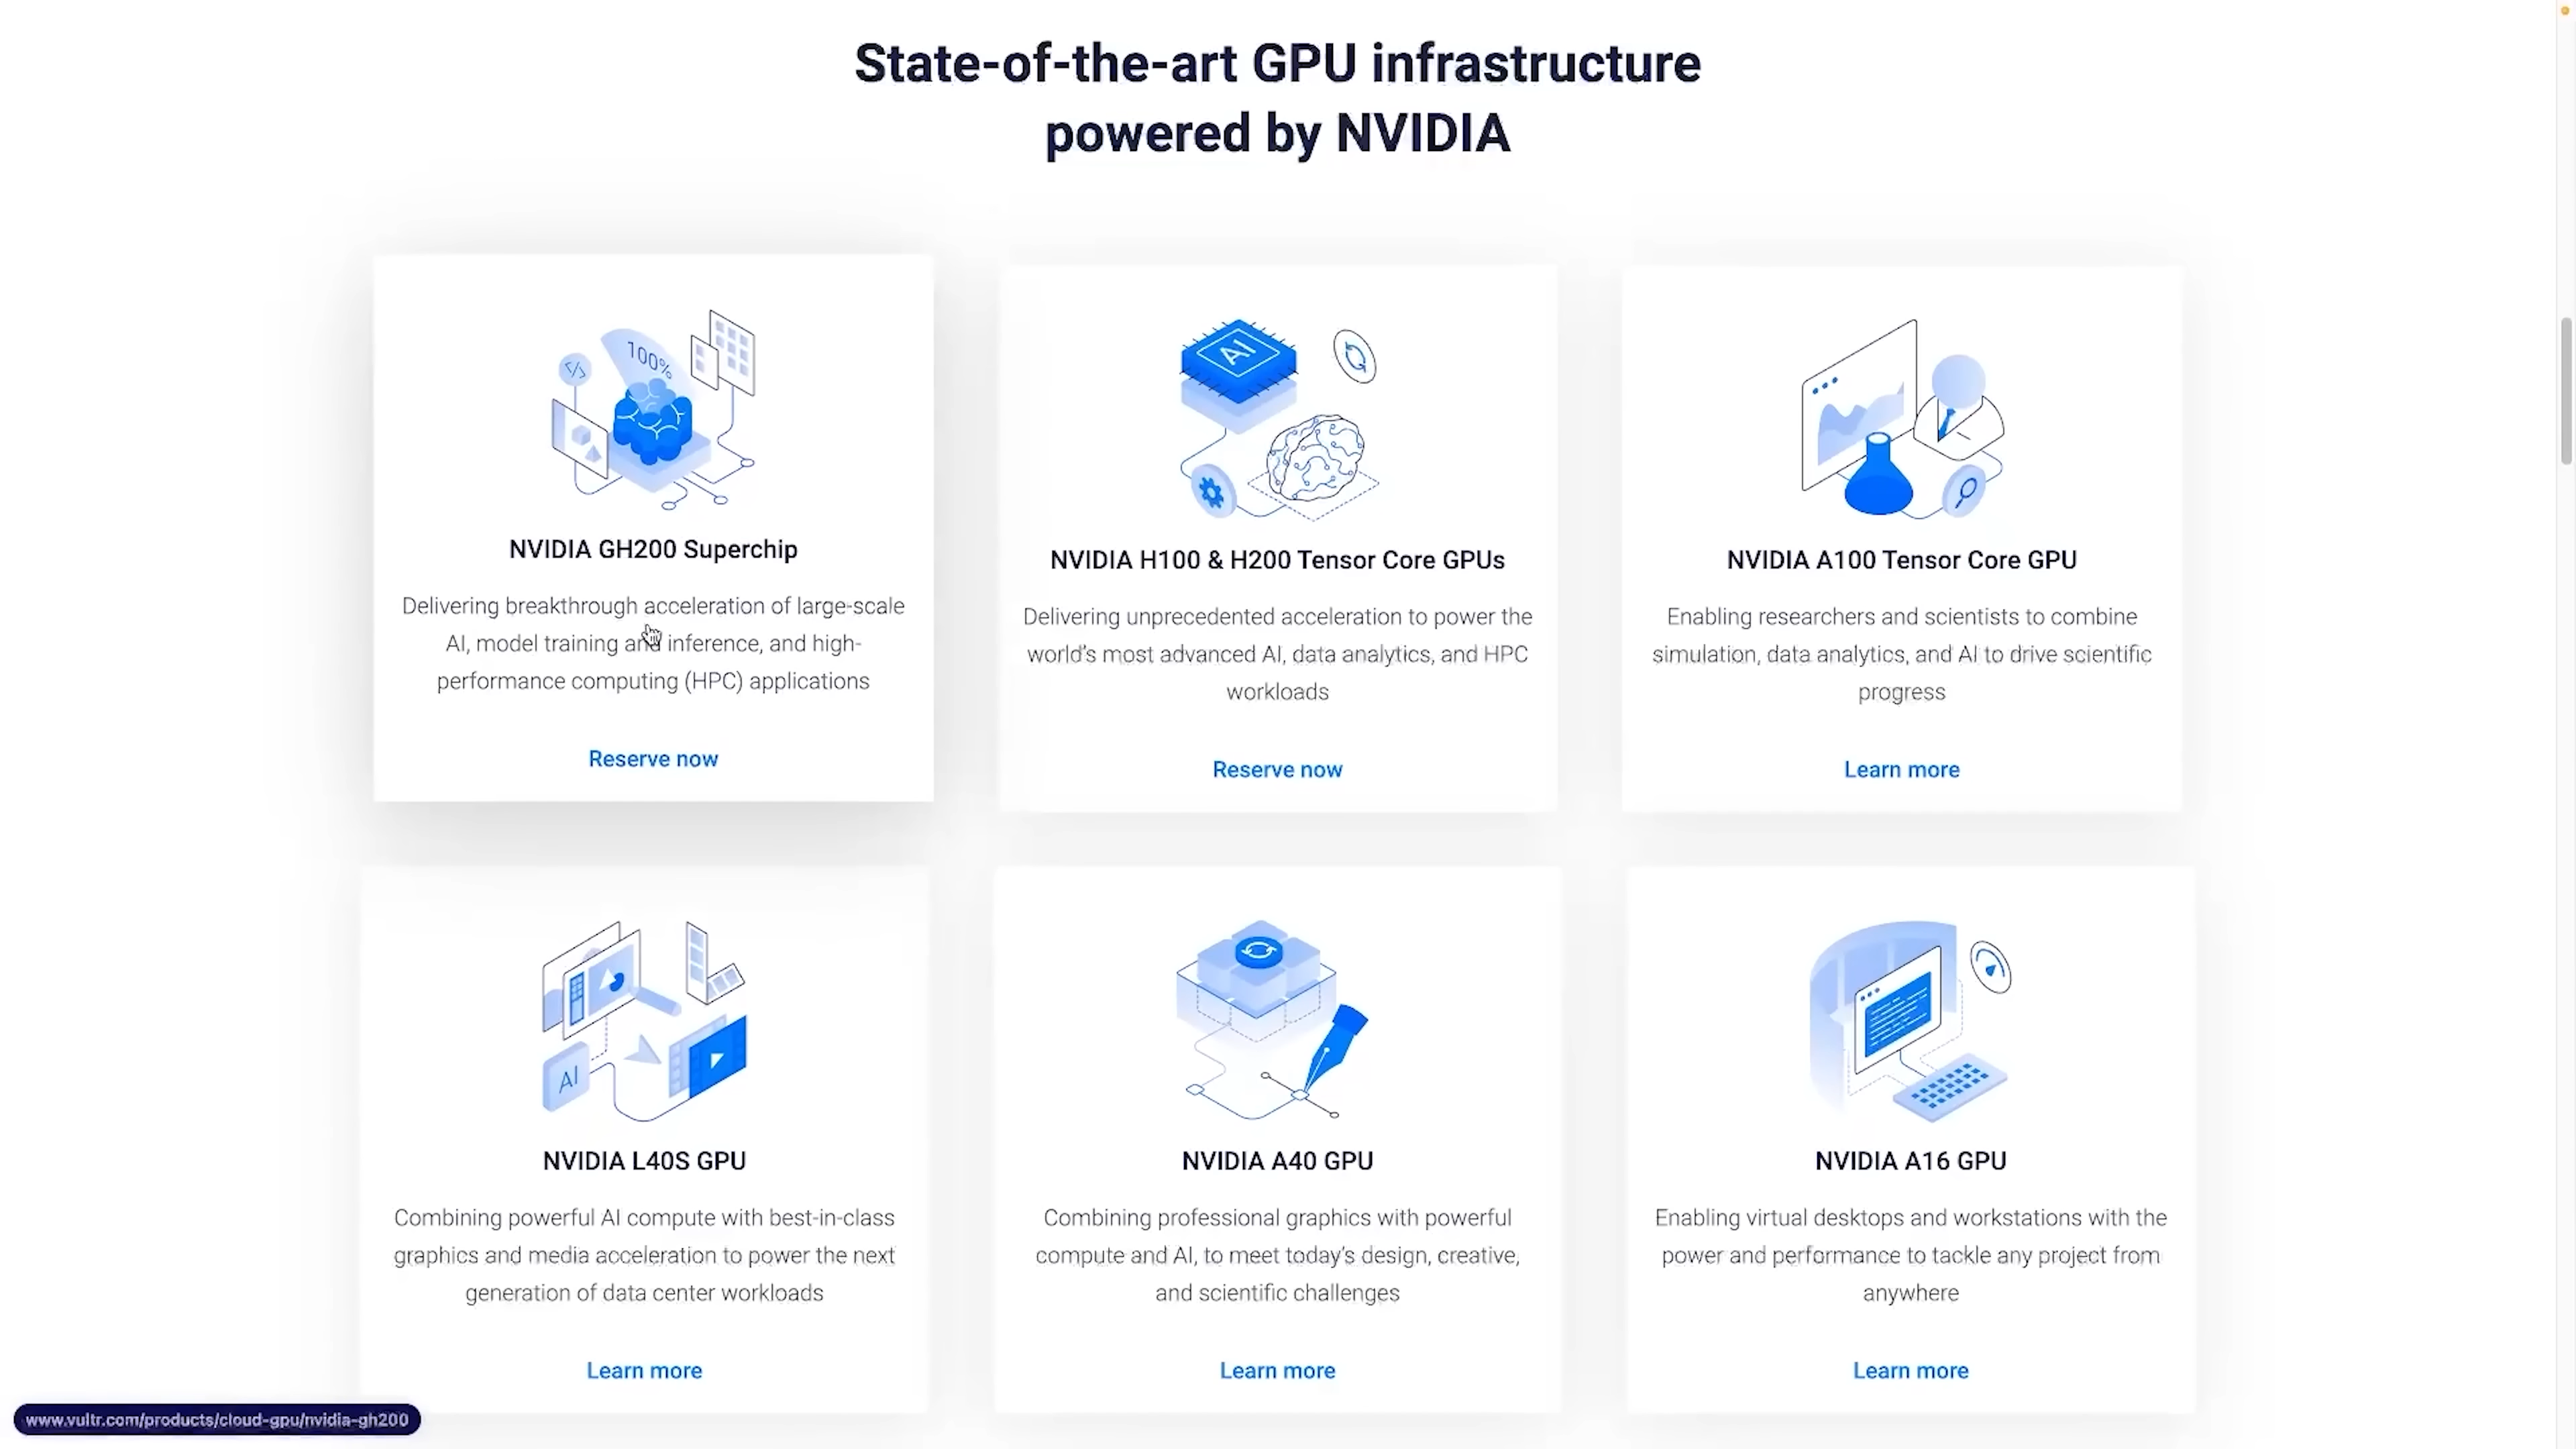 State-of-the-art GPU infrastructure
powered by NVIDIA
100%
</>
NVIDIA GH200 Superchip
Delivering breakthrough acceleration of large-scale
AI, model training and inference, and high-
performance computing (HPC) applications
Reserve now
AI
NVIDIA H100 & H200 Tensor Core GPUs
Delivering unprecedented acceleration to power the
world's most advanced AI, data analytics, and HPC
workloads
Reserve now
NVIDIA A100 Tensor Core GPU
Enabling researchers and scientists to combine
simulation, data analytics, and AI to drive scientific
progress
Learn more
AI
NVIDIA L40S GPU
Combining powerful AI compute with best-in-class
graphics and media acceleration to power the next
generation of data center workloads
Learn more
NVIDIA A40 GPU
Combining professional graphics with powerful
compute and AI, to meet today's design, creative,
and scientific challenges
Learn more
NVIDIA A16 GPU
Enabling virtual desktops and workstations with the
power and performance to tackle any project from
anywhere
Learn more
www.vultr.com/products/cloud-gpu/nvidia-gh200